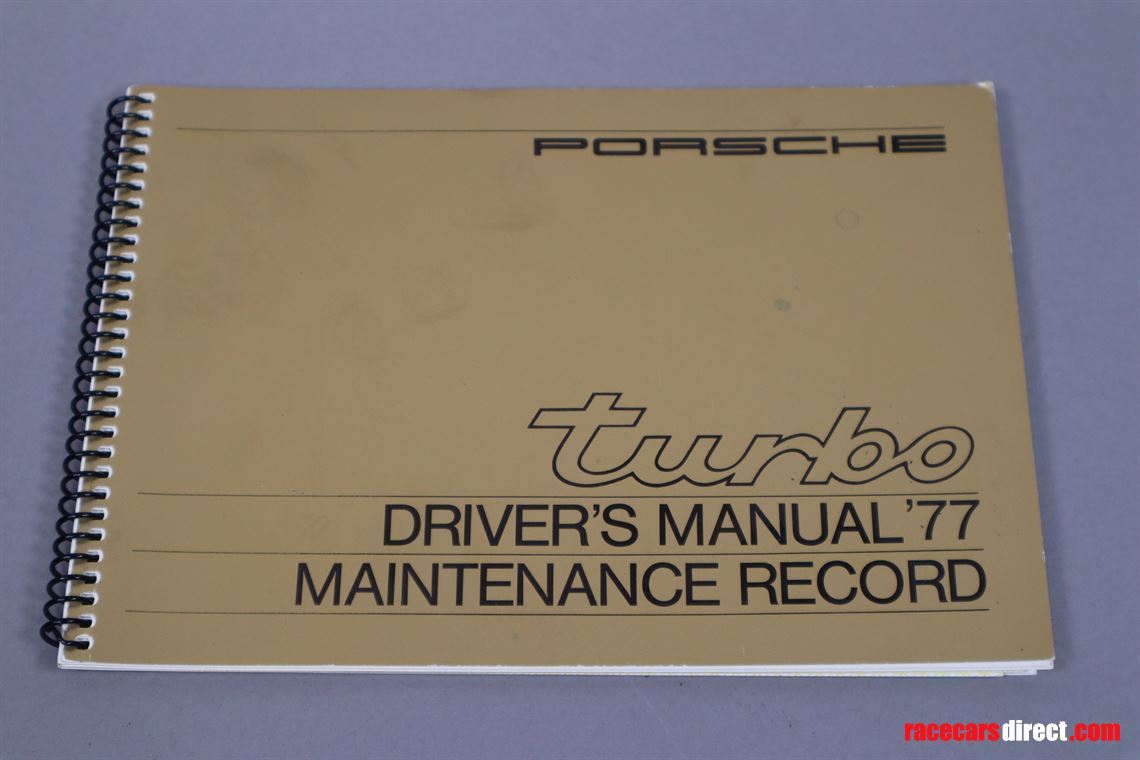 PORSCHE
turbo
DRIVER'S MANUAL '77
MAINTENANCE RECORD
racecarsdirect.com